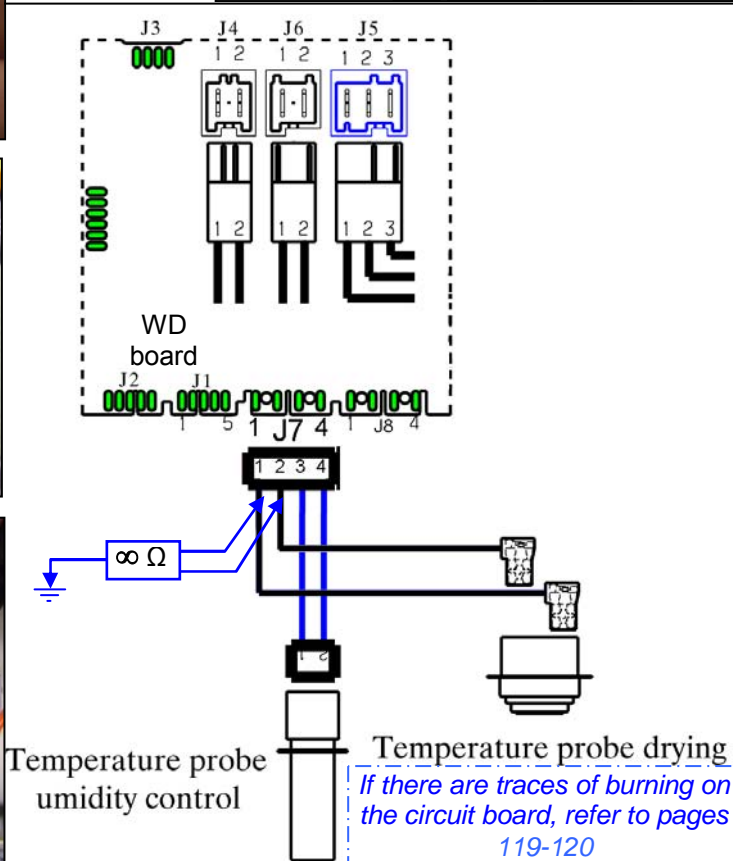 J3 J4 J6 J5
1 2 1 2 1 2 3
1 2 1 2 1 2 3
WD
board
J2 J1
1 5 1 J7 4 1 J8 4
1 2 3 4
∞ Ω
1 2
Temperature probe
umidity control
Temperature probe drying
If there are traces of burning on
the circuit board, refer to pages
119-120